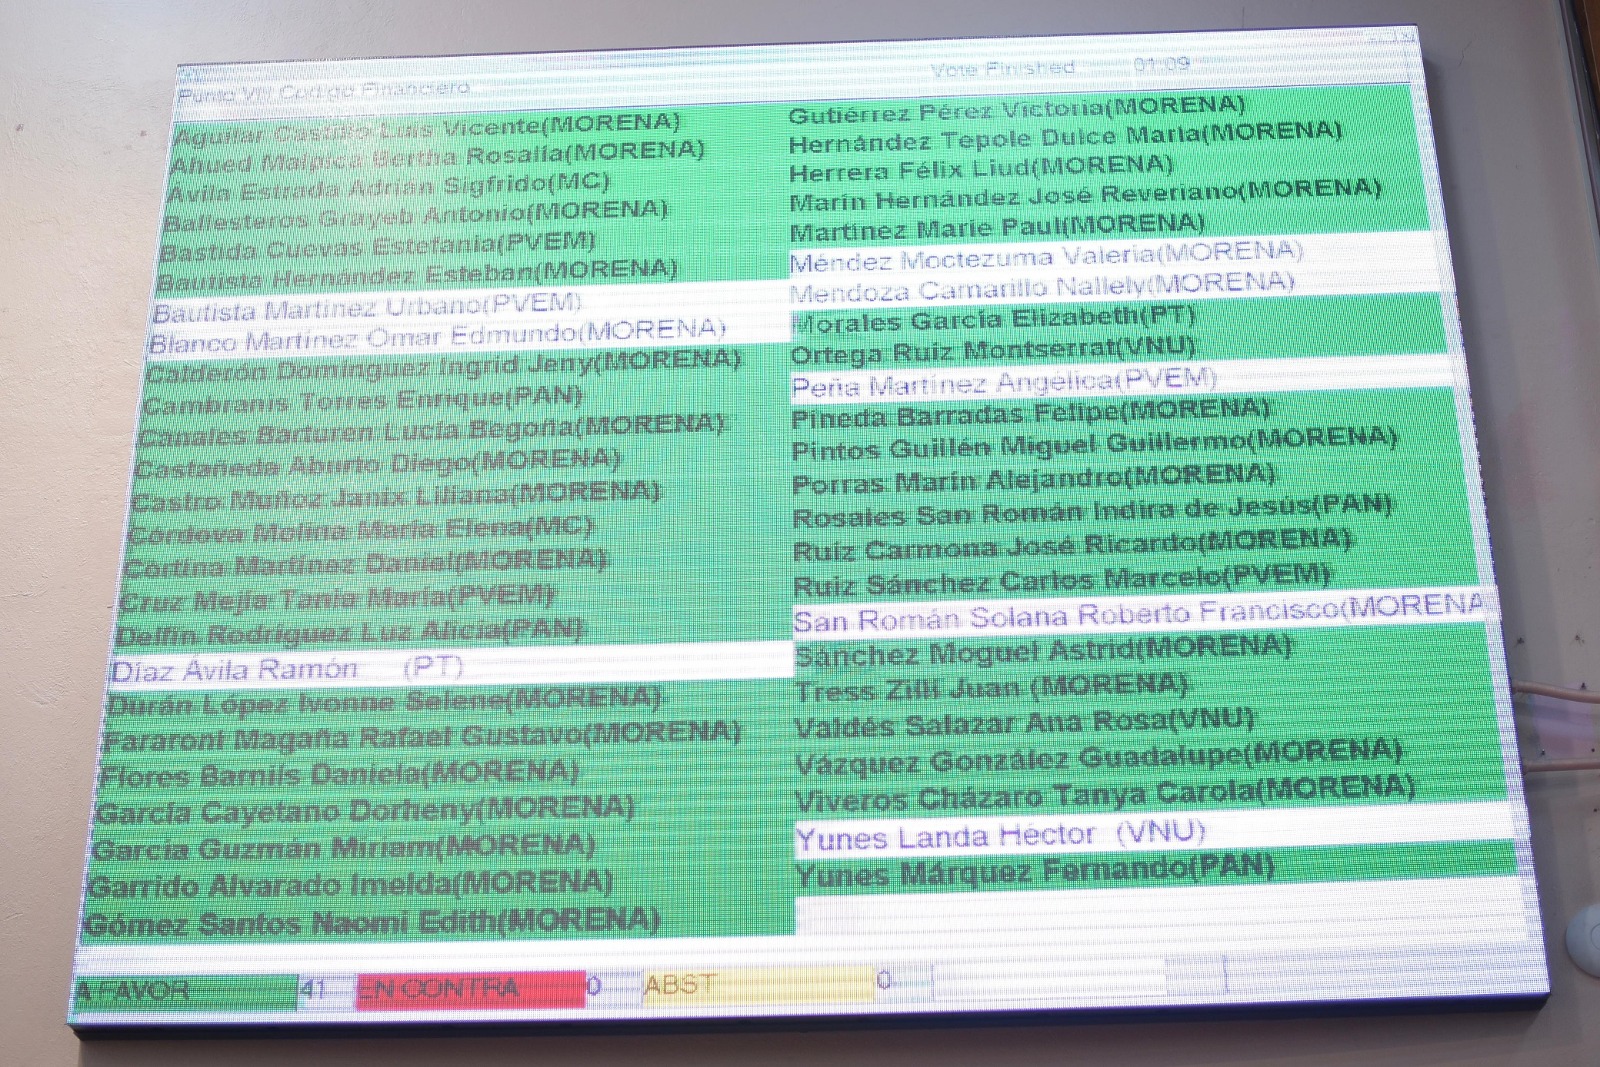 Punto VIII Código Financiero
Vote Finished 01:09
Aguilar Castillo Luis Vicente(MORENA)
Ahued Malpica Bertha Rosalía(MORENA)
Ávila Estrada Adrián Sigfrido(MC)
Ballesteros Grayeb Antonio(MORENA)
Bastida Cuevas Estefanía(PVEM)
Bautista Hernández Esteban(MORENA)
Bautista Martínez Urbano(PVEM)
Blanco Martínez Omar Edmundo(MORENA)
Calderón Domínguez Ingrid Jeny(MORENA)
Cambranis Torres Enrique(PAN)
Canales Barturen Lucía Begoña(MORENA)
Castañeda Aburto Diego(MORENA)
Castro Muñoz Janix Liliana(MORENA)
Córdova Molina María Elena(MC)
Cortina Martínez Daniel(MORENA)
Cruz Mejía Tania María(PVEM)
Delfín Rodríguez Luz Alicia(PAN)
Díaz Ávila Ramón (PT)
Durán López Ivonne Selene(MORENA)
Fararoni Magaña Rafael Gustavo(MORENA)
Flores Barnils Daniela(MORENA)
García Cayetano Dorheny(MORENA)
García Guzmán Miriam(MORENA)
Garrido Alvarado Imelda(MORENA)
Gómez Santos Naomi Edith(MORENA)
Gutiérrez Pérez Victoria(MORENA)
Hernández Tepole Dulce María(MORENA)
Herrera Félix Liud(MORENA)
Marín Hernández José Reveriano(MORENA)
Martínez Marie Paul(MORENA)
Méndez Moctezuma Valeria(MORENA)
Mendoza Camarillo Nallely(MORENA)
Morales García Elizabeth(PT)
Ortega Ruiz Montserrat(VNU)
Peña Martínez Angélica(PVEM)
Pineda Barradas Felipe(MORENA)
Pintos Guillén Miguel Guillermo(MORENA)
Porras Marín Alejandro(MORENA)
Rosales San Román Indira de Jesús(PAN)
Ruiz Carmona José Ricardo(MORENA)
Ruiz Sánchez Carlos Marcelo(PVEM)
San Román Solana Roberto Francisco(MORENA
Sánchez Moguel Astrid(MORENA)
Tress Zilli Juan (MORENA)
Valdés Salazar Ana Rosa(VNU)
Vázquez González Guadalupe(MORENA)
Viveros Cházaro Tanya Carola(MORENA)
Yunes Landa Héctor (VNU)
Yunes Márquez Fernando(PAN)
A FAVOR 41 EN CONTRA 0 ABST 0